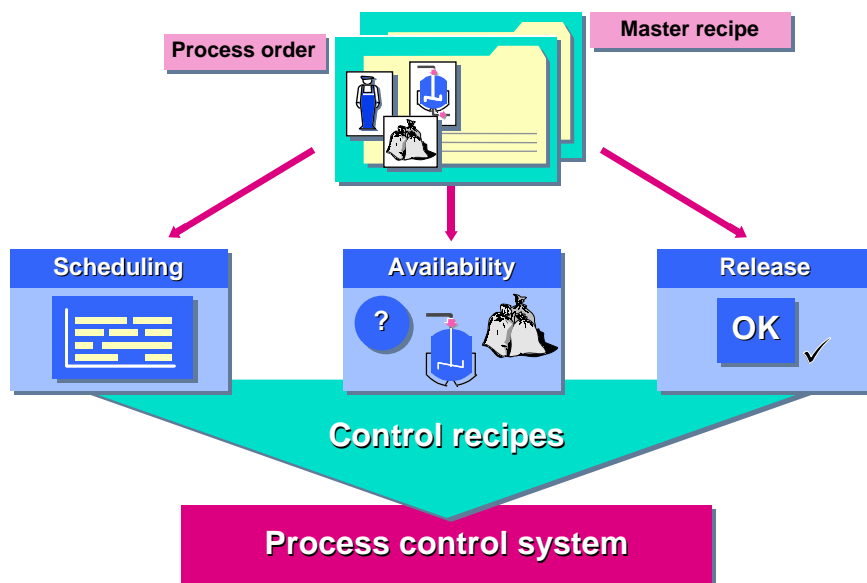 Process order
Master recipe
Scheduling
Availability
Release
?
OK
Control recipes
Process control system